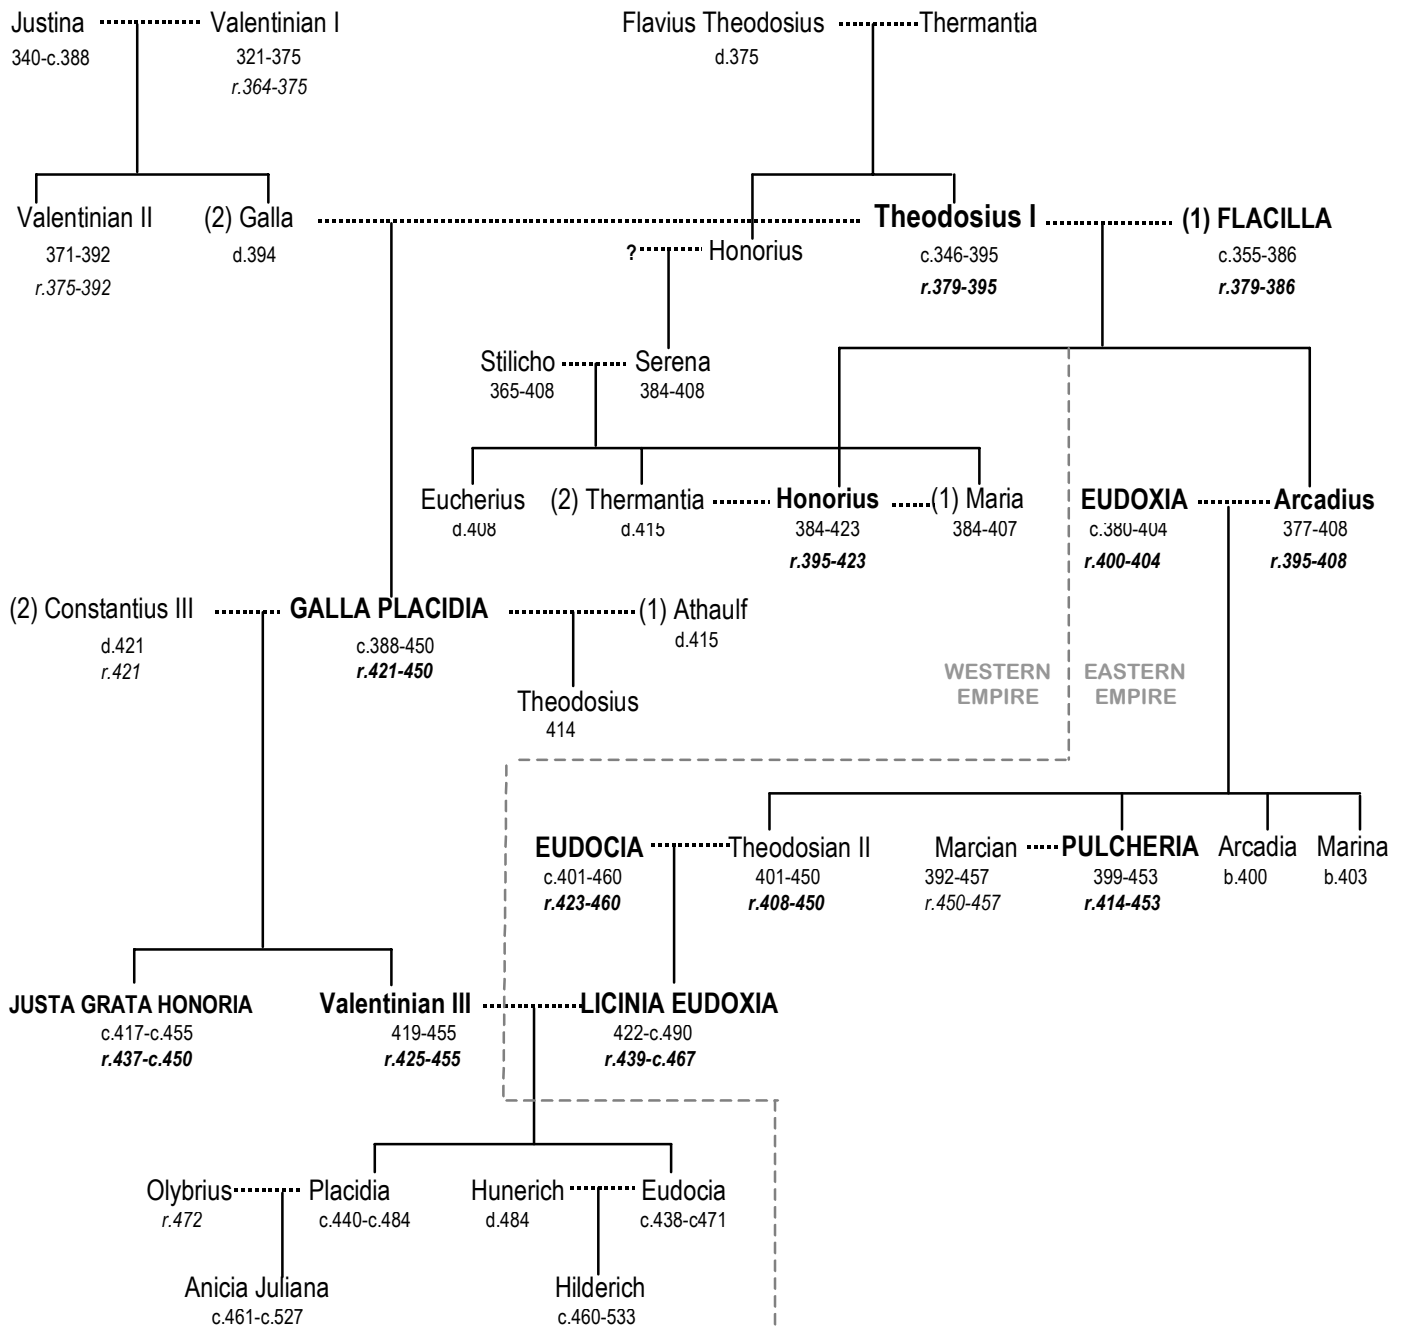 Justina
Valentinian I
Flavius Theodosius
Thermantia
340-c.388
321-375
d.375
r.364-375
Valentinian II
(2) Galla
Theodosius I
(1) FLACILLA
371-392
d.394
?
Honorius
c.346-395
c.355-386
r.375-392
r.379-395
r.379-386
Stilicho
Serena
365-408
384-408
Eucherius
(2) Thermantia
Honorius
(1) Maria
EUDOXIA
Arcadius
d.408
d.415
384-423
384-407
c.380-404
377-408
r.395-423
r.400-404
r.395-408
(2) Constantius III
GALLA PLACIDIA
(1) Athaulf
d.421
c.388-450
d.415
r.421
r.421-450
WESTERN
EMPIRE
EASTERN
EMPIRE
Theodosius
414
EUDOCIA
Theodosian II
Marcian
PULCHERIA
Arcadia
Marina
c.401-460
401-450
392-457
399-453
b.400
b.403
r.423-460
r.408-450
r.450-457
r.414-453
JUSTA GRATA HONORIA
Valentinian III
LICINIA EUDOXIA
c.417-c.455
419-455
422-c.490
r.437-c.450
r.425-455
r.439-c.467
Olybrius
Placidia
Hunerich
Eudocia
r.472
c.440-c.484
d.484
c.438-c471
Anicia Juliana
Hilderich
c.461-c.527
c.460-533